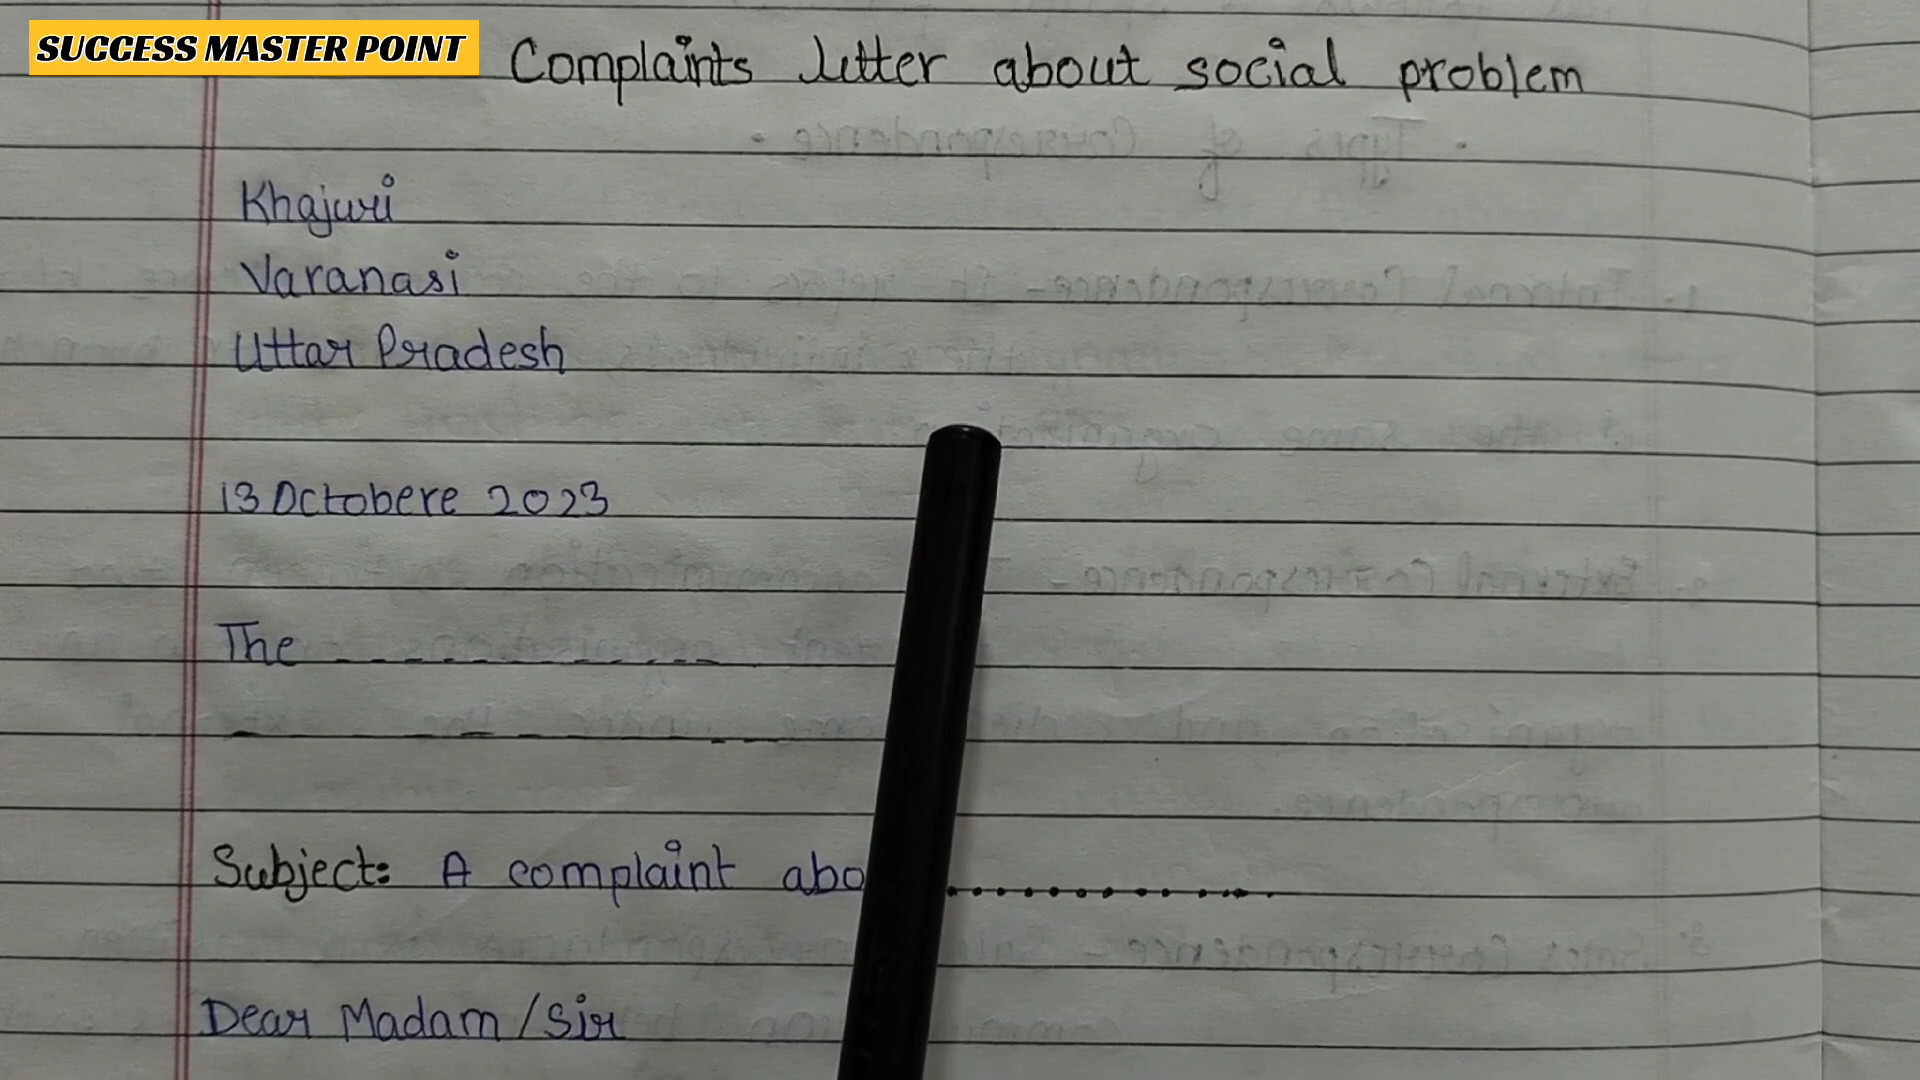 SUCCESS MASTER POINT
Complaints letter about social problem
Khajuri
Varanasi
Uttar Pradesh
13 Octobere 2023
The --------------
- - - - - - - - -
Subject: A complaint abo ............
Dear Madam / Sir